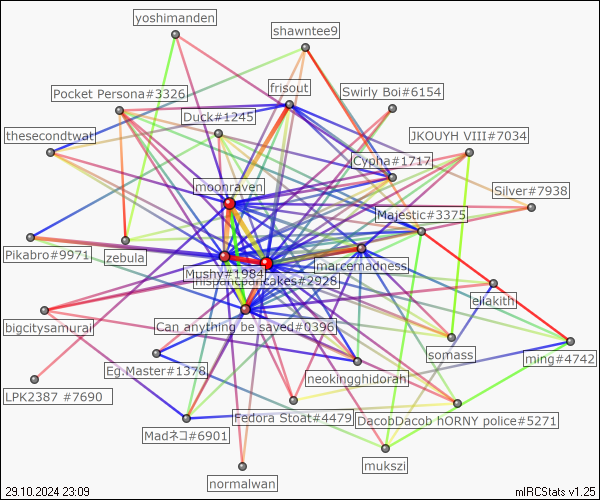 yoshimanden
shawntee9
frisout
Swirly Boi#6154
Pocket Persona#3326
Duck#1245
thesecondtwat
JKOUYH VIII#7034
Cypha#1717
moonraven
Silver#7938
Majestic#3375
Pikabro#9971
zebula
marcemadness
Mushy#1984
hispanicpancakes#2928
eliakith
bigcitysamurai
Can anything be saved#0396
somass
ming#4742
Eg.Master#1378
neokingghidorah
LPK2387 #7690
Fedora Stoat#4479
DacobDacob hORNY police#5271
Madネコ#6901
mukszi
normalwan
29.10.2024 23:09
mIRCStats v1.25